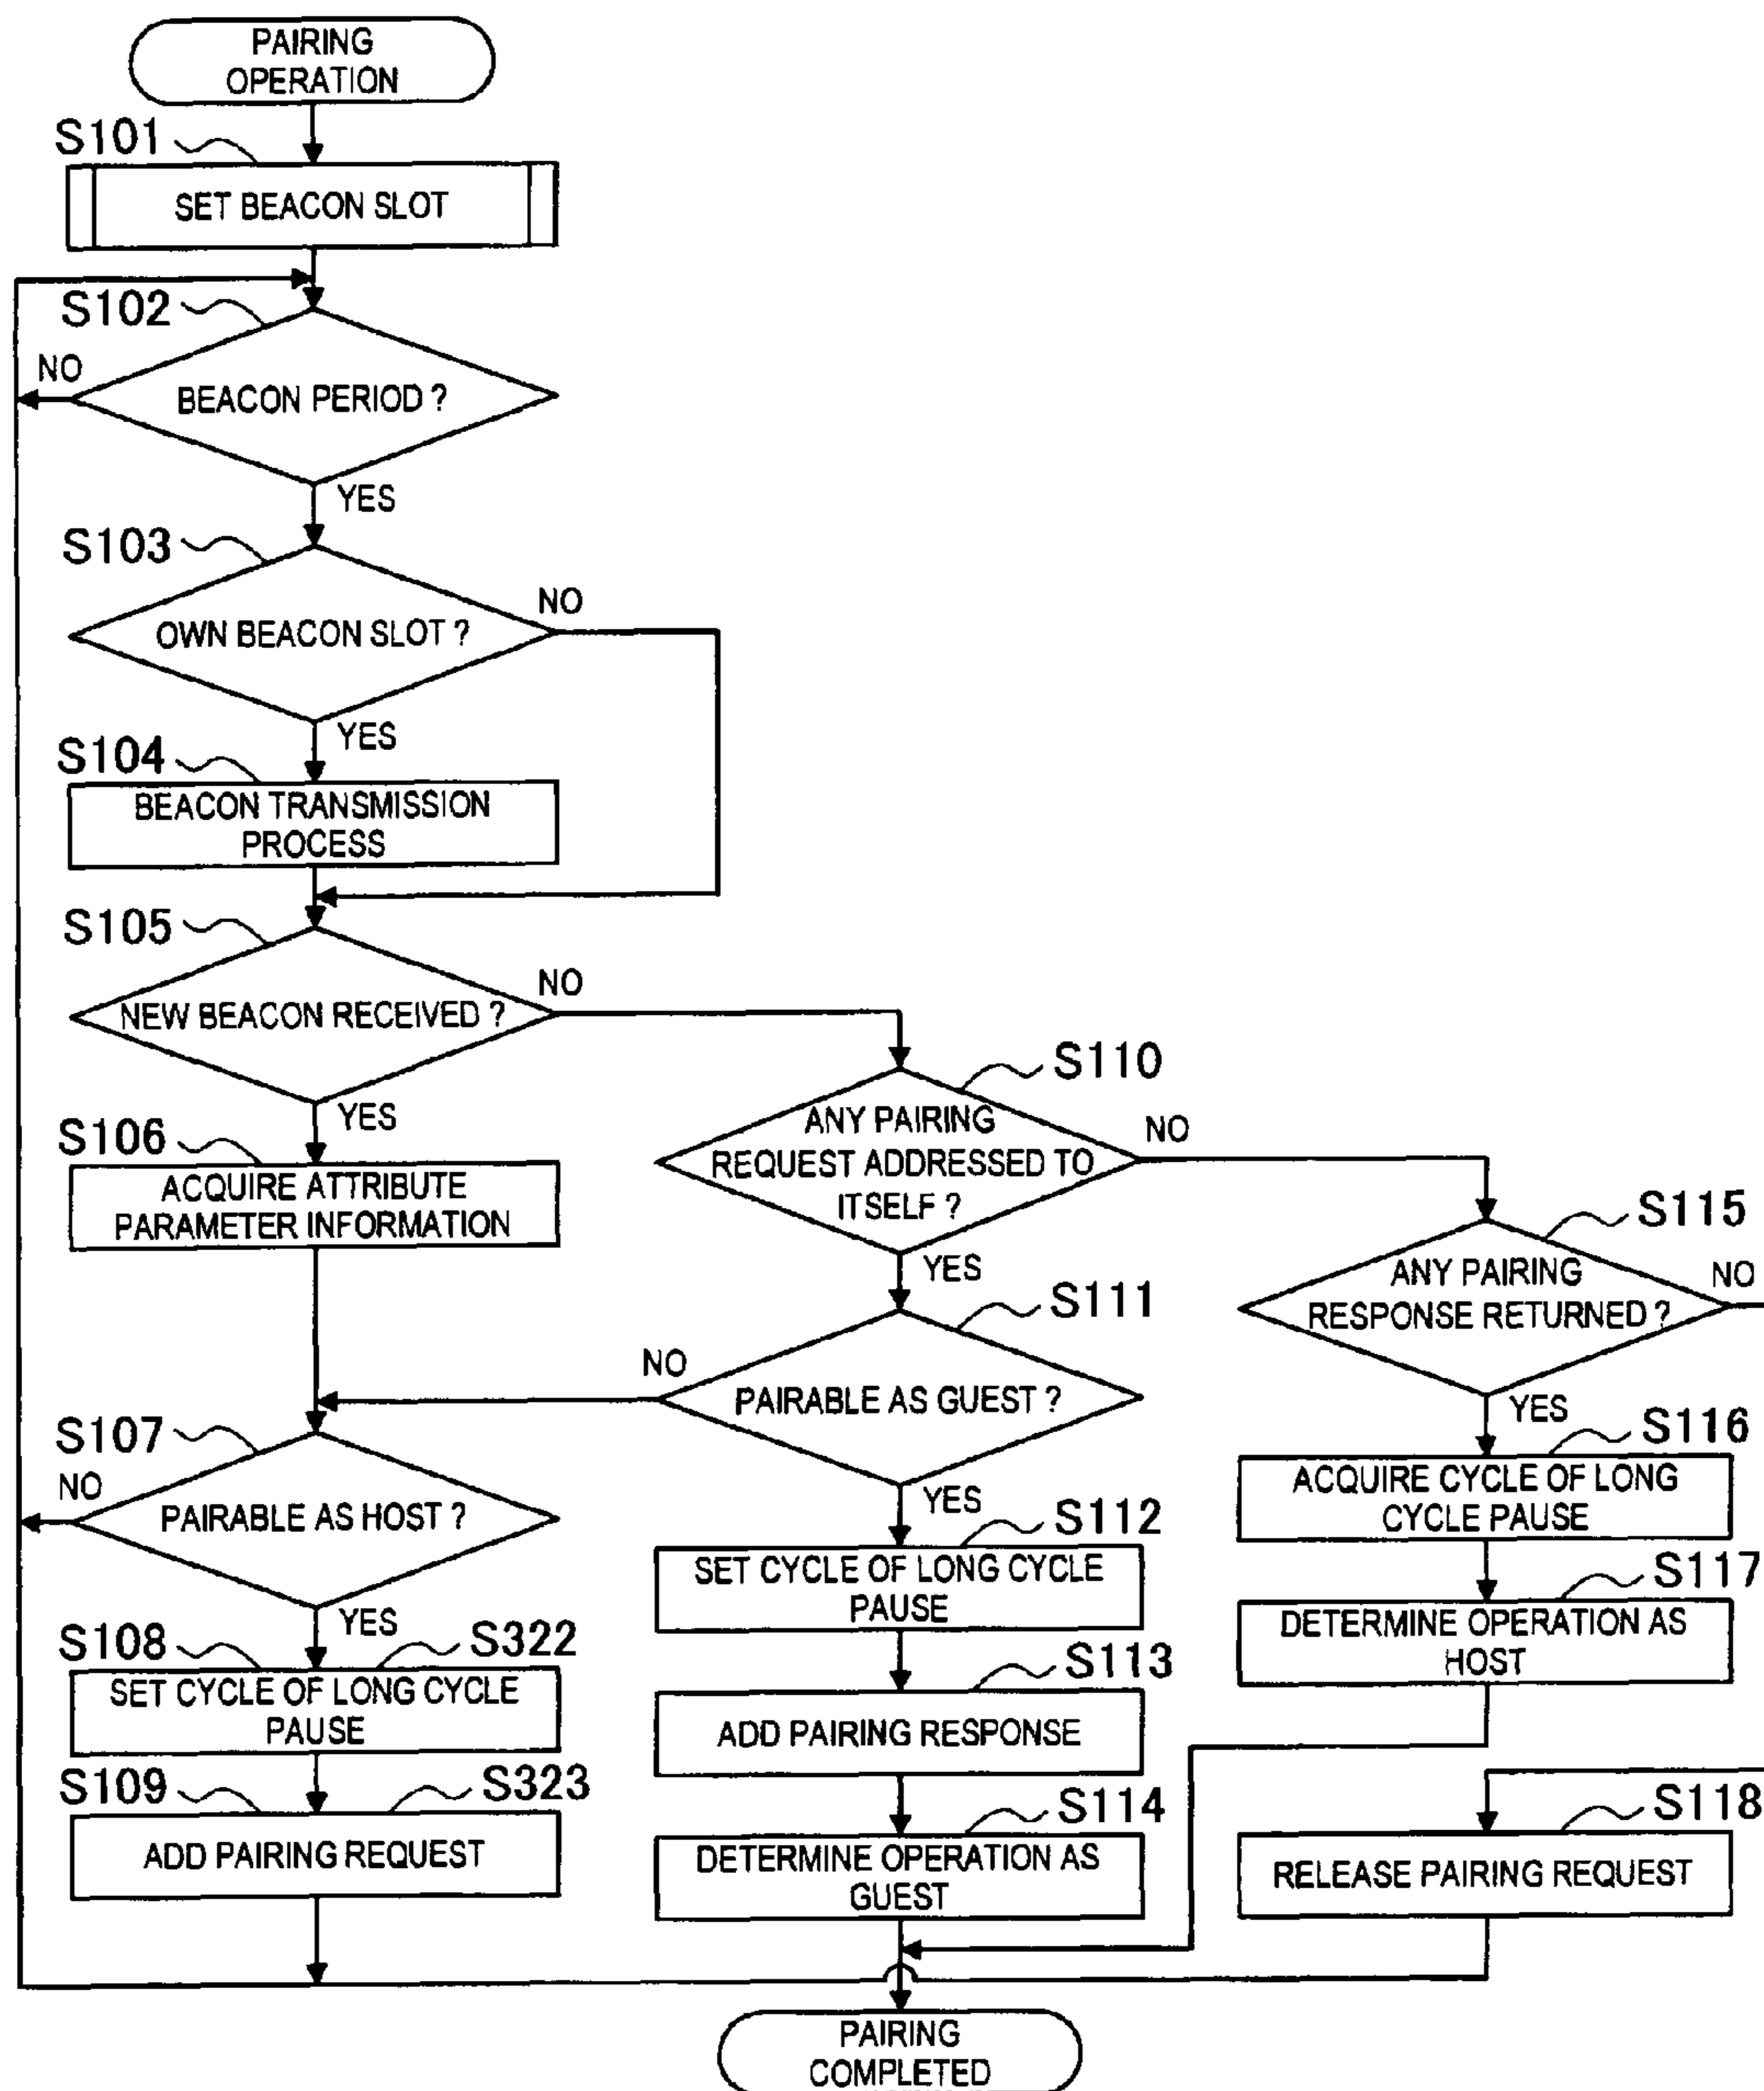 PAIRING
OPERATION
S101
SET BEACON SLOT
S102
NO
BEACON PERIOD ?
YES
S103
NO
OWN BEACON SLOT ?
YES
S104
BEACON TRANSMISSION
PROCESS
S105
NO
NEW BEACON RECEIVED ?
YES
S106
ACQUIRE ATTRIBUTE
PARAMETER INFORMATION
S110
ANY PAIRING
REQUEST ADDRESSED TO
ITSELF ?
NO
YES
S115
ANY PAIRING
RESPONSE RETURNED ?
NO
YES
S111
NO
PAIRABLE AS GUEST ?
YES
S107
NO
PAIRABLE AS HOST ?
YES
S108
S322
SET CYCLE OF LONG CYCLE
PAUSE
S109
S323
ADD PAIRING REQUEST
S112
SET CYCLE OF LONG CYCLE
PAUSE
S113
ADD PAIRING RESPONSE
S114
DETERMINE OPERATION AS
GUEST
S116
ACQUIRE CYCLE OF LONG
CYCLE PAUSE
S117
DETERMINE OPERATION AS
HOST
S118
RELEASE PAIRING REQUEST
PAIRING
COMPLETED